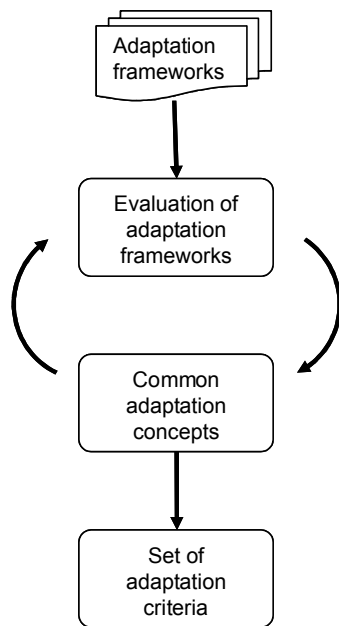 Adaptation
frameworks
Evaluation of
adaptation
frameworks
Common
adaptation
concepts
Set of
adaptation
criteria